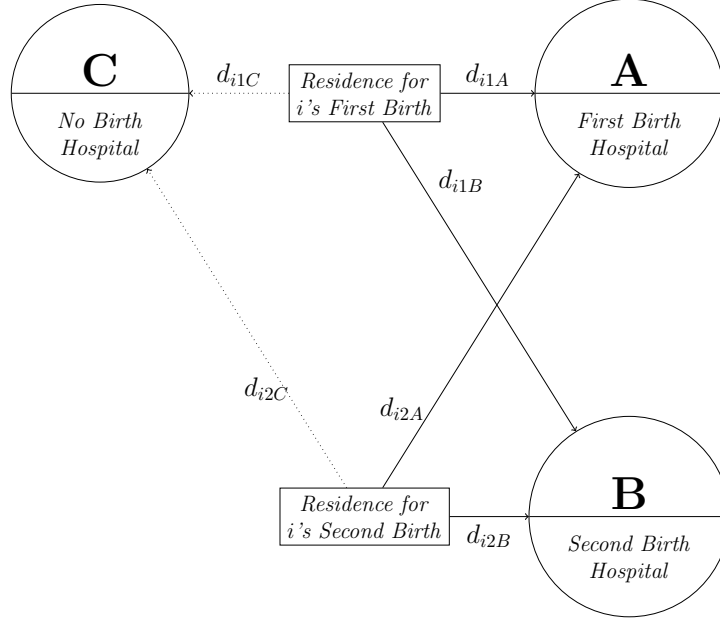 C
No Birth
Hospital
d_{i1C}
Residence for
i's First Birth
d_{i1A}
A
First Birth
Hospital
d_{i1B}
d_{i2C}
d_{i2A}
Residence for
i's Second Birth
d_{i2B}
B
Second Birth
Hospital